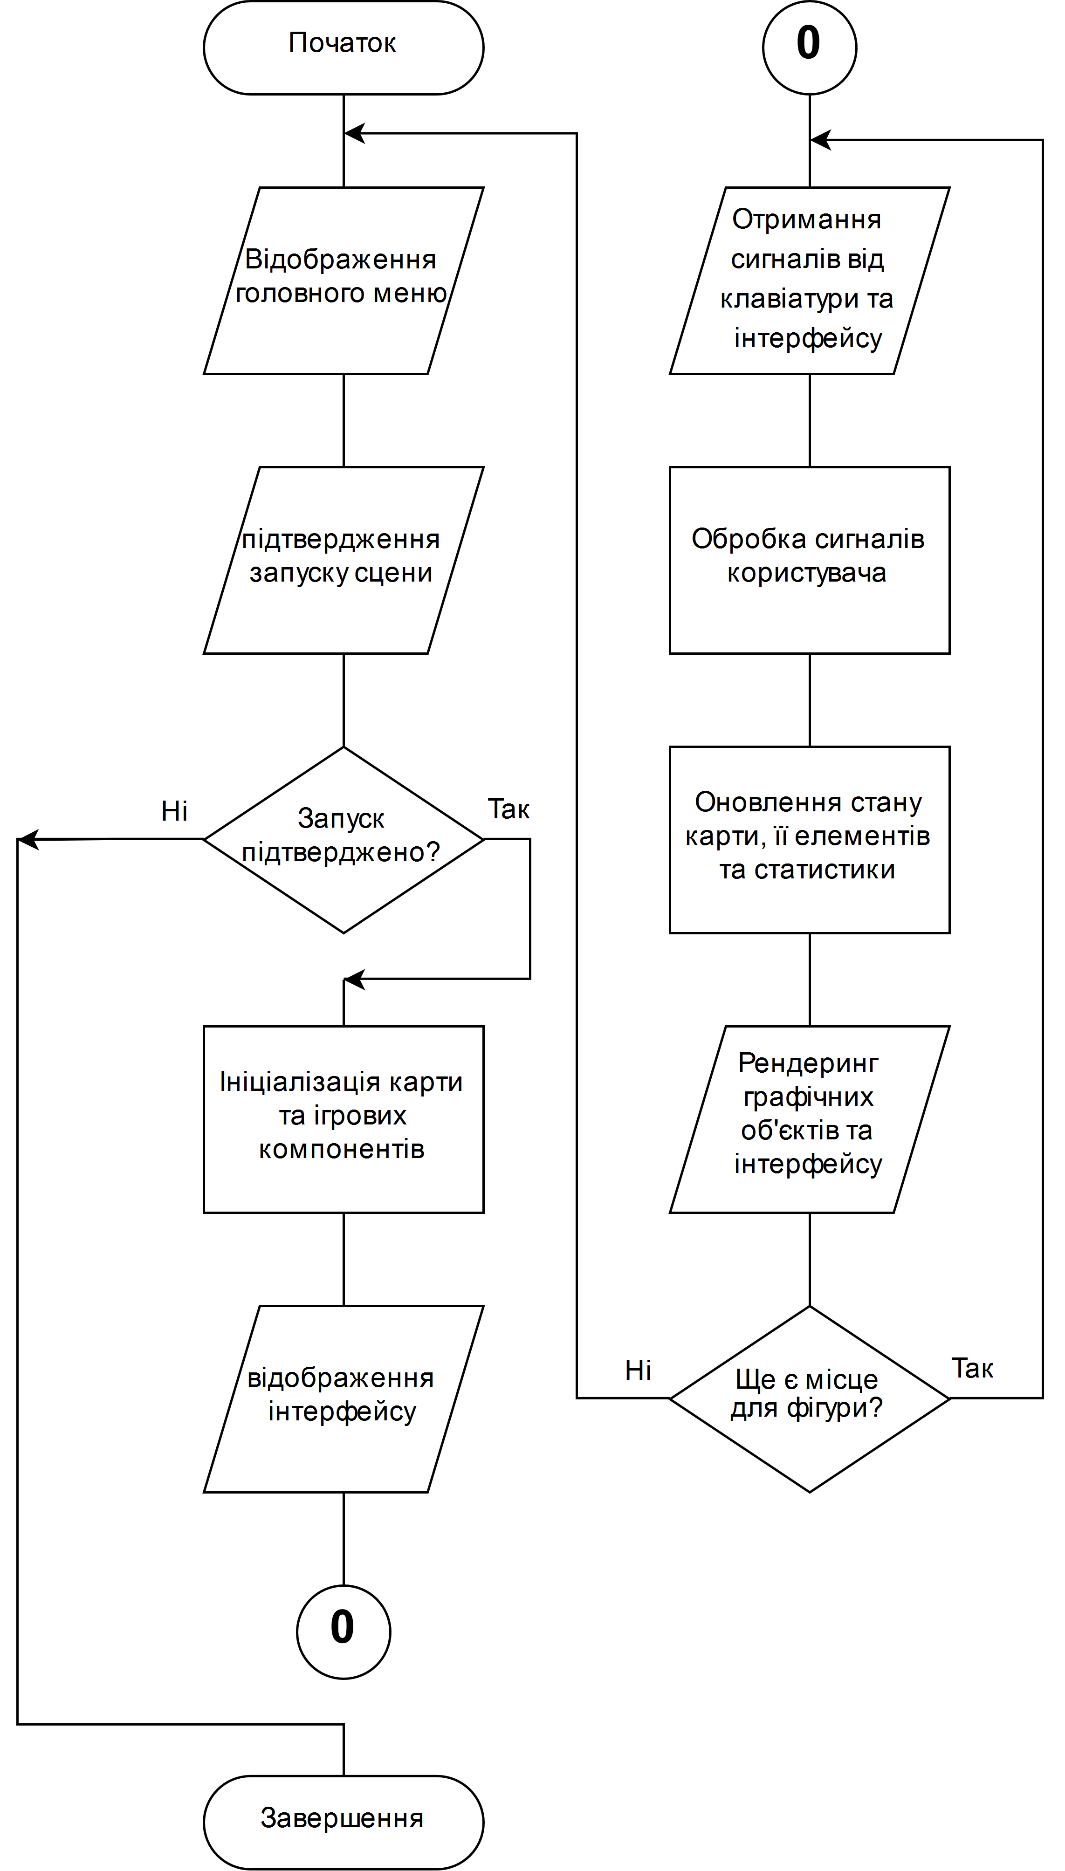 Початок
Відображення
головного меню
підтвердження
запуску сцени
Запуск
підтверджено?
Ні
Так
Ініціалізація карти
та ігрових
компонентів
відображення
інтерфейсу
0
Завершення
0
Отримання
сигналів від
клавіатури та
інтерфейсу
Обробка сигналів
користувача
Оновлення стану
карти, її елементів
та статистики
Рендеринг
графічних
об'єктів та
інтерфейсу
Ще є місце
для фігури?
Ні
Так